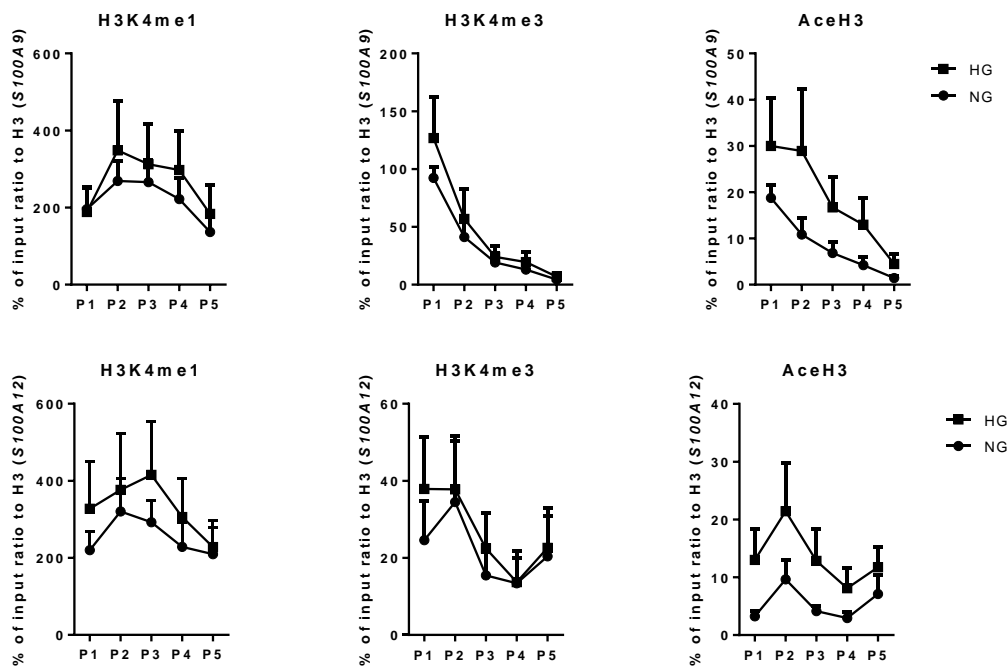 H3K4me1
H3K4me3
AceH3
% of input ratio to H3 (S100A9)
600
400
200
0
P1 P2 P3 P4 P5
% of input ratio to H3 (S100A9)
200
150
100
50
0
P1 P2 P3 P4 P5
% of input ratio to H3 (S100A9)
50
40
30
20
10
0
P1 P2 P3 P4 P5
HG
NG
H3K4me1
H3K4me3
AceH3
% of input ratio to H3 (S100A12)
600
400
200
0
P1 P2 P3 P4 P5
% of input ratio to H3 (S100A12)
60
40
20
0
P1 P2 P3 P4 P5
% of input ratio to H3 (S100A12)
40
30
20
10
0
P1 P2 P3 P4 P5
HG
NG